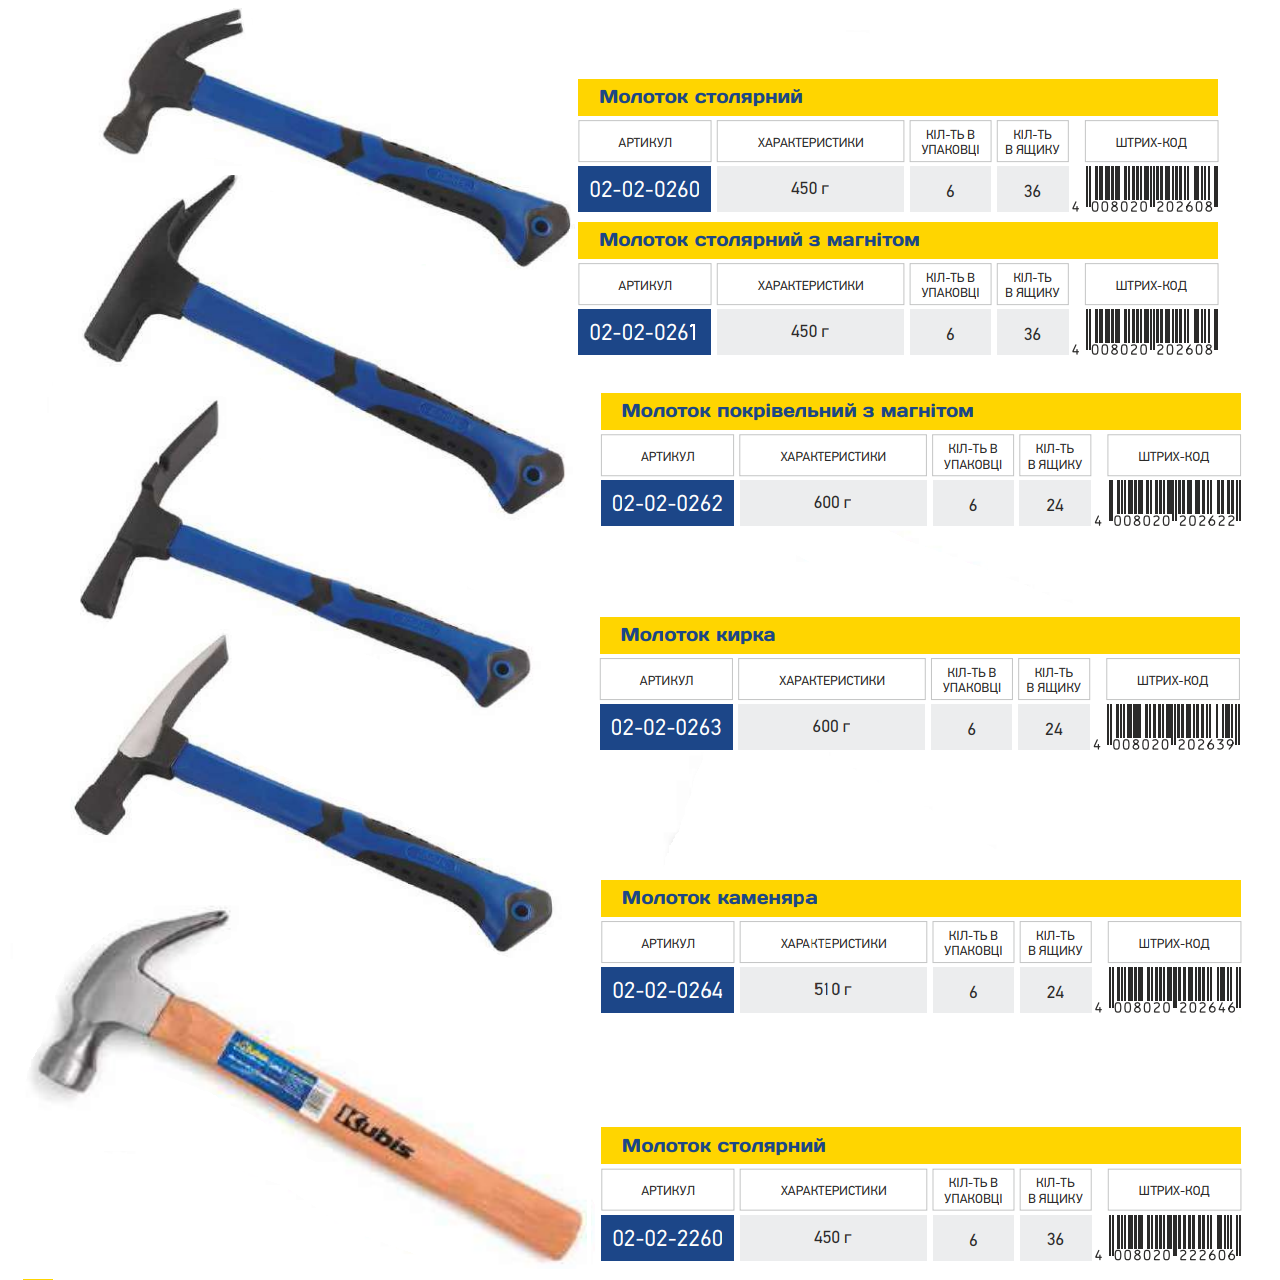 Молоток столярний
АРТИКУЛ ХАРАКТЕРИСТИКИ КІЛ-ТЬ В УПАКОВЦІ КІЛ-ТЬ В ЯЩИКУ ШТРИХ-КОД
02-02-0260 450 г 6 36
4 008020 202608
Молоток столярний з магнітом
АРТИКУЛ ХАРАКТЕРИСТИКИ КІЛ-ТЬ В УПАКОВЦІ КІЛ-ТЬ В ЯЩИКУ ШТРИХ-КОД
02-02-0261 450 г 6 36
4 008020 202608
Молоток покрівельний з магнітом
АРТИКУЛ ХАРАКТЕРИСТИКИ КІЛ-ТЬ В УПАКОВЦІ КІЛ-ТЬ В ЯЩИКУ ШТРИХ-КОД
02-02-0262 600 г 6 24
4 008020 202622
Молоток кирка
АРТИКУЛ ХАРАКТЕРИСТИКИ КІЛ-ТЬ В УПАКОВЦІ КІЛ-ТЬ В ЯЩИКУ ШТРИХ-КОД
02-02-0263 600 г 6 24
4 008020 202639
Молоток каменяра
АРТИКУЛ ХАРАКТЕРИСТИКИ КІЛ-ТЬ В УПАКОВЦІ КІЛ-ТЬ В ЯЩИКУ ШТРИХ-КОД
02-02-0264 510 г 6 24
4 008020 202646
Kubis
Молоток столярний
АРТИКУЛ ХАРАКТЕРИСТИКИ КІЛ-ТЬ В УПАКОВЦІ КІЛ-ТЬ В ЯЩИКУ ШТРИХ-КОД
02-02-2260 450 г 6 36
4 008020 222606